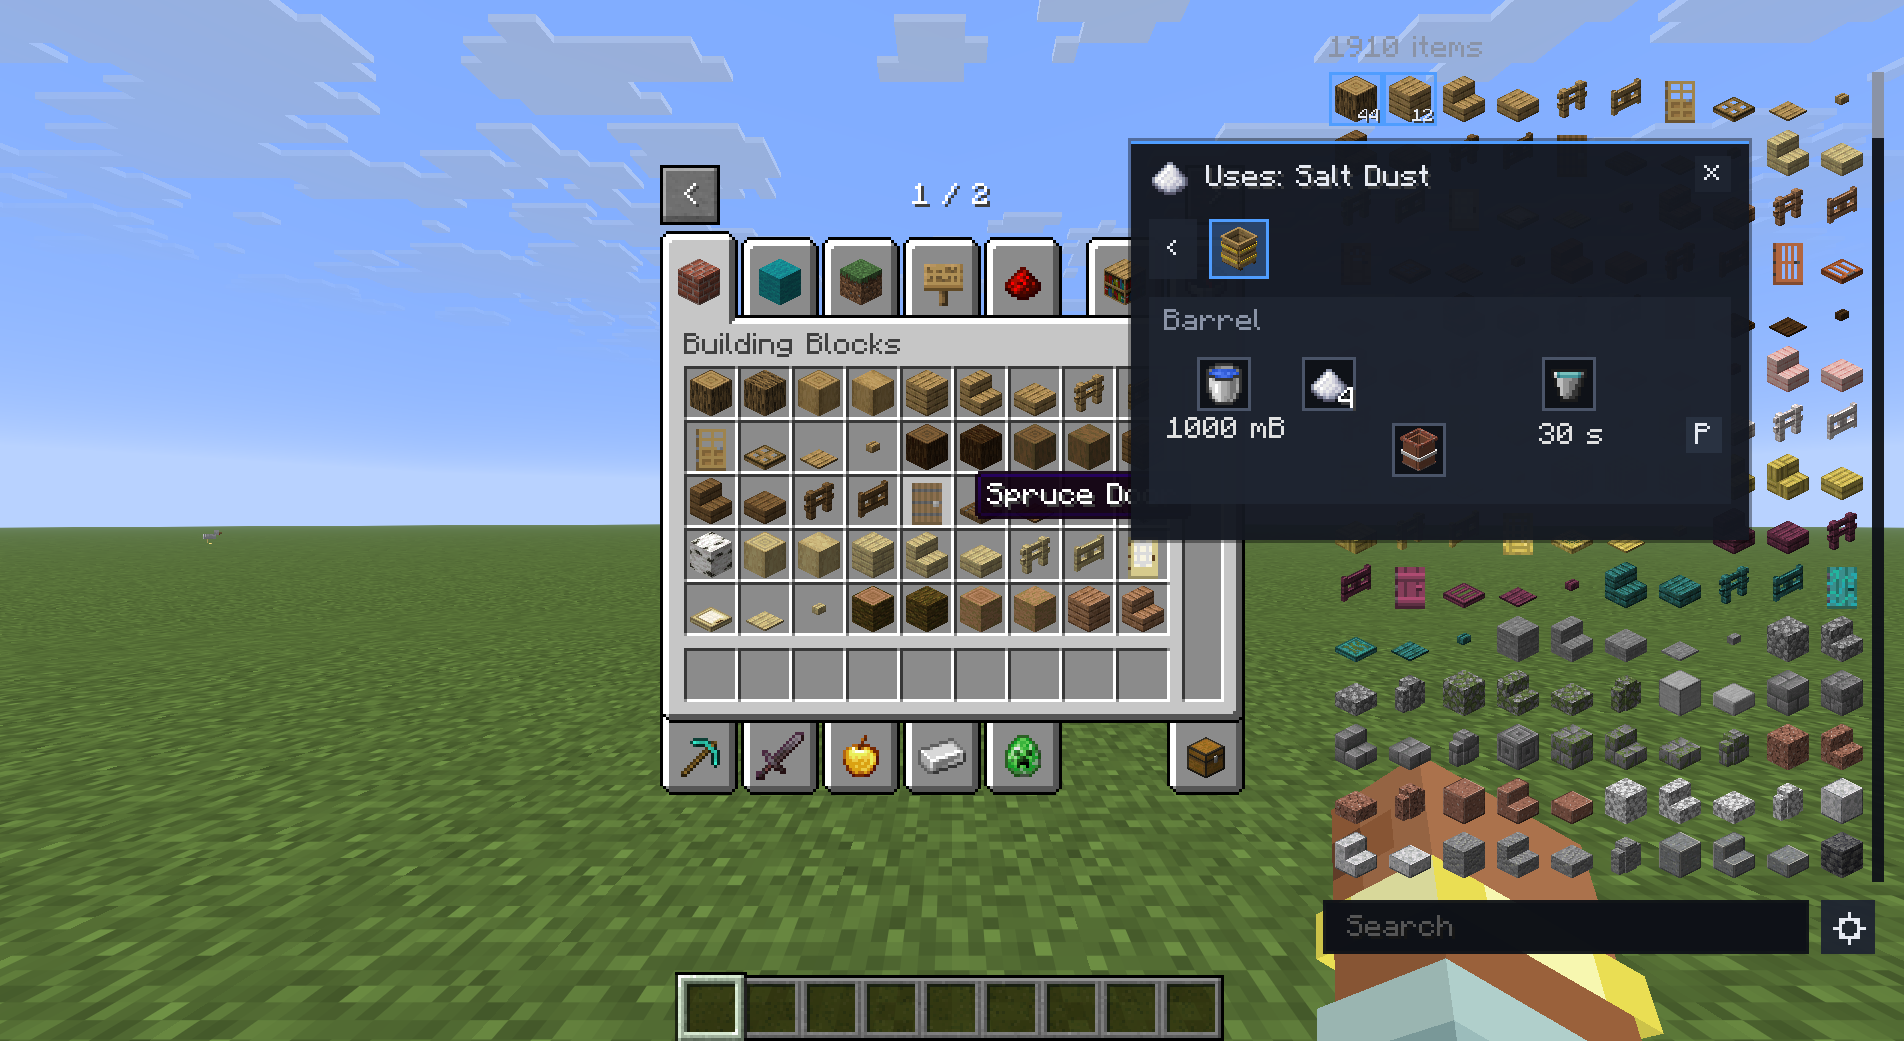 1910 items
44
12
1 / 2
Uses: Salt Dust
Barrel
4
1000 mB
30 s
P
Building Blocks
Spruce Do
Search